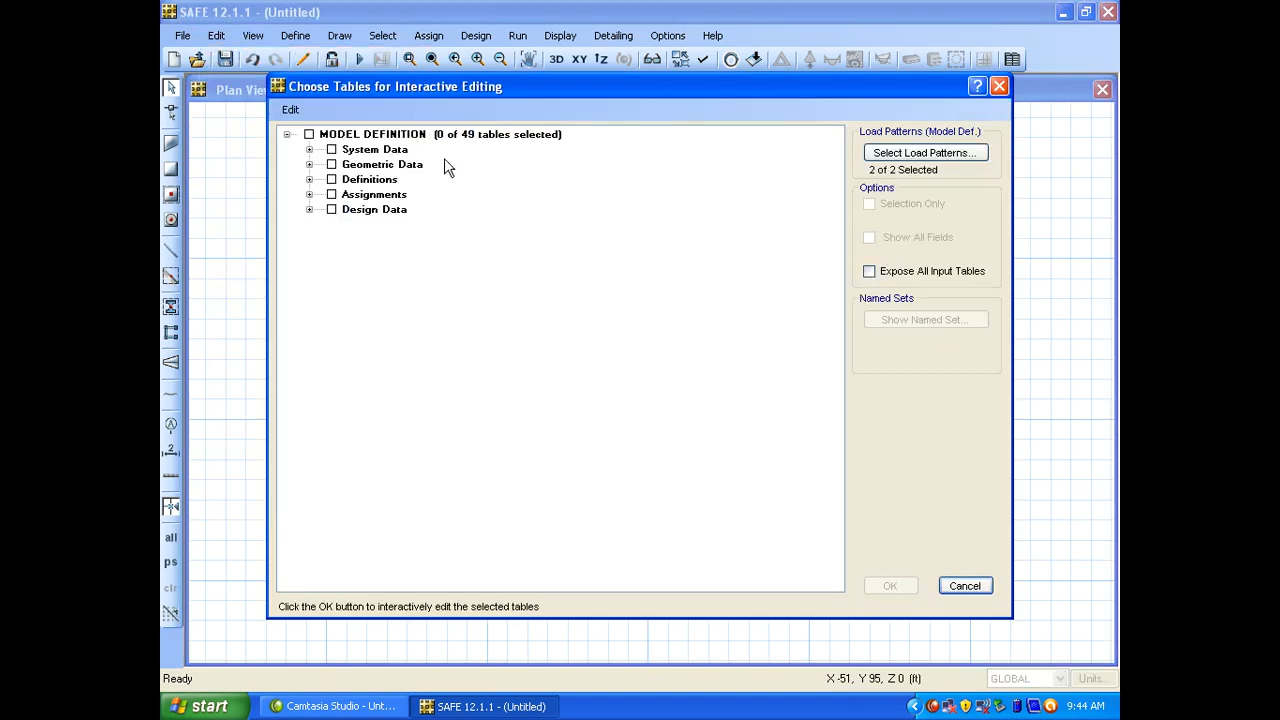 SAFE 12.1.1 - (Untitled)
File Edit View Define Draw Select Assign Design Run Display Detailing Options Help
3D XY
Plan Vie
Choose Tables for Interactive Editing
?
Edit
MODEL DEFINITION (0 of 49 tables selected)
System Data
Geometric Data
Definitions
Assignments
Design Data
Load Patterns (Model Def.)
Select Load Patterns...
2 of 2 Selected
Options
Selection Only
Show All Fields
Expose All Input Tables
Named Sets
Show Named Set...
OK Cancel
Click the OK button to interactively edit the selected tables
all
ps
clr
Ready
X -51, Y 95, Z 0 (ft)
GLOBAL
Units...
start
Camtasia Studio - Unt...
SAFE 12.1.1 - (Untitled)
9:44 AM